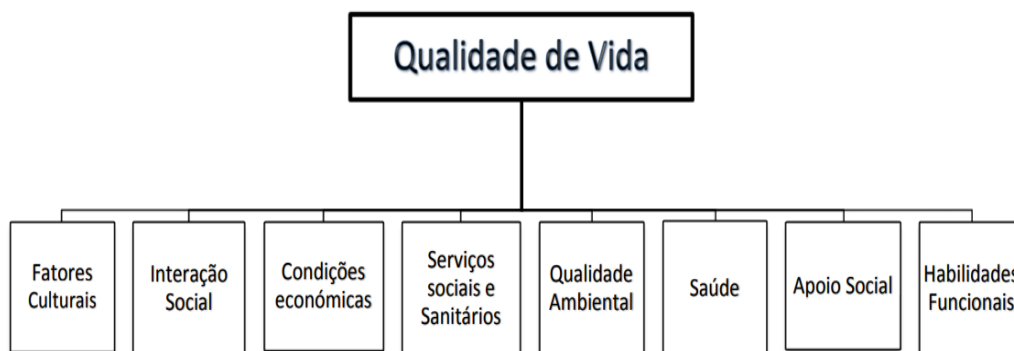 Qualidade de Vida
Fatores
Culturais
Interação
Social
Condições
económicas
Serviços
sociais e
Sanitários
Qualidade
Ambiental
Saúde
Apoio Social
Habilidades
Funcionais